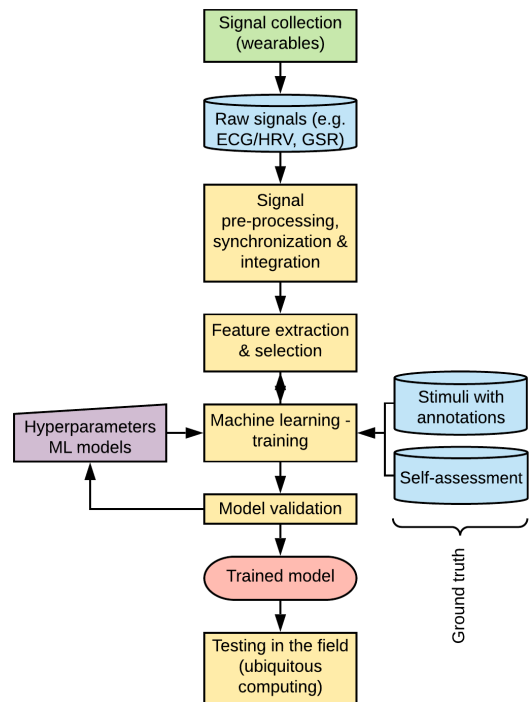 Signal collection
(wearables)
Raw signals (e.g.
ECG/HRV, GSR)
Signal
pre-processing,
synchronization &
integration
Feature extraction
& selection
Hyperparameters
ML models
Machine learning -
training
Stimuli with
annotations
Self-assessment
Model validation
Ground truth
Trained model
Testing in the field
(ubiquitous
computing)